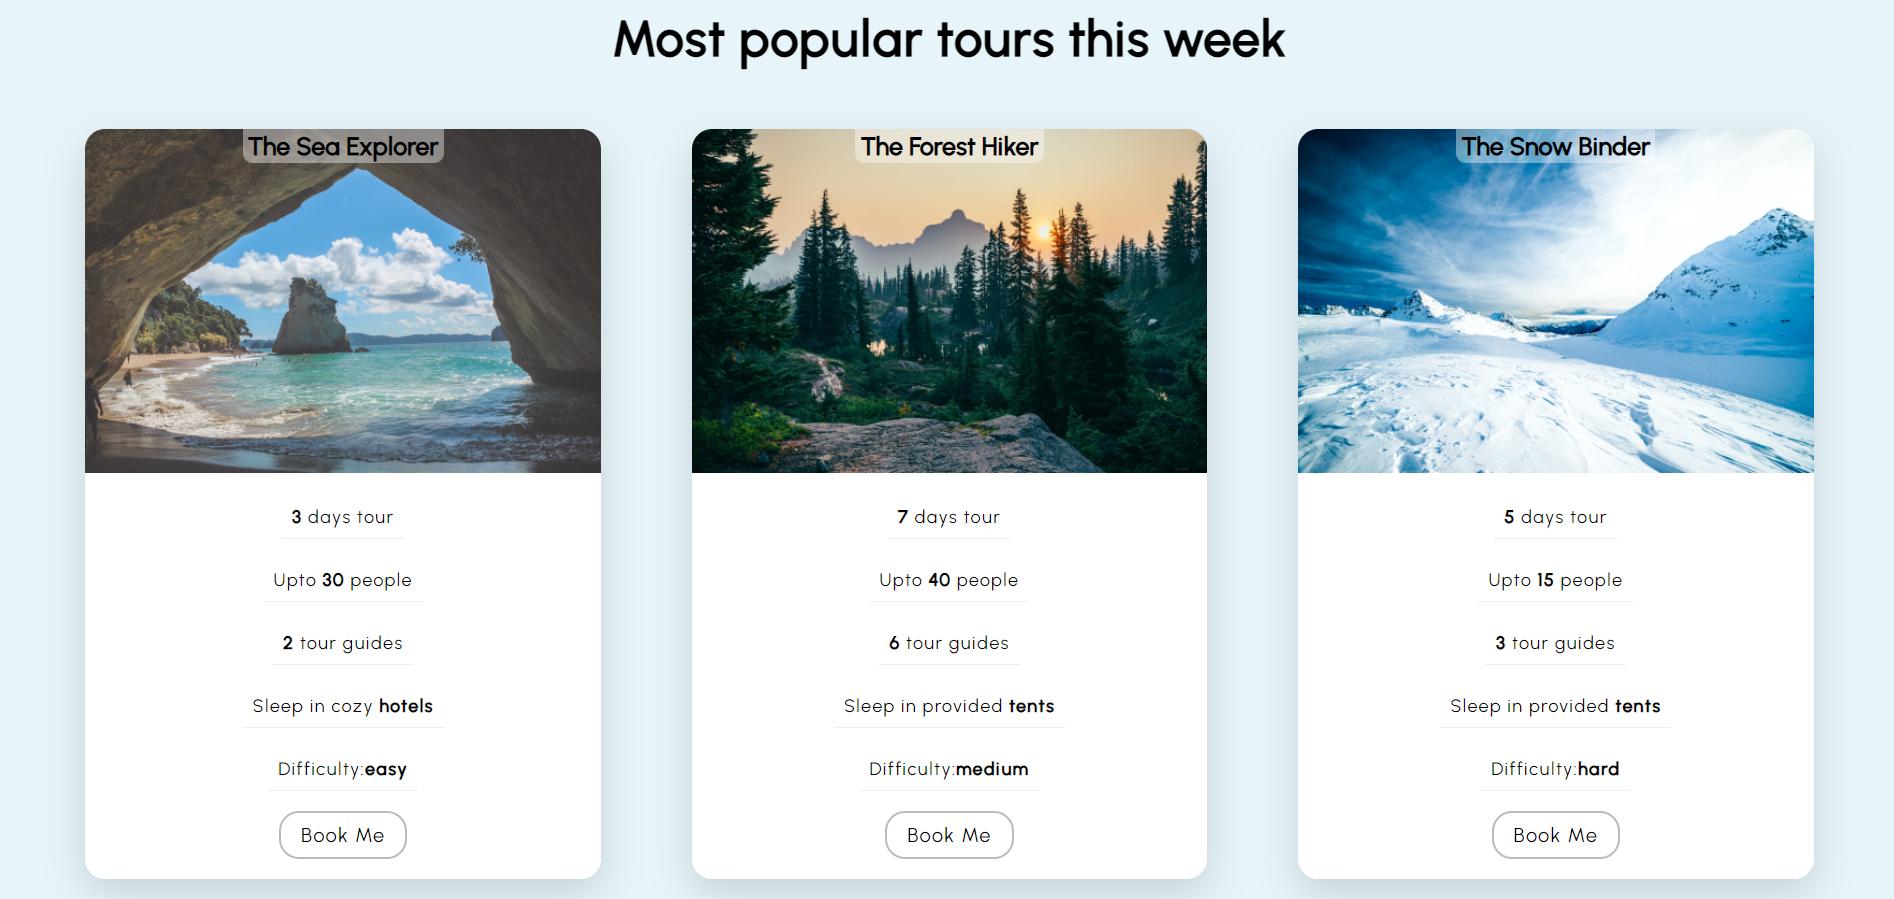 Most popular tours this week
The Sea Explorer
3 days tour
Upto 30 people
2 tour guides
Sleep in cozy hotels
Difficulty:easy
Book Me
The Forest Hiker
7 days tour
Upto 40 people
6 tour guides
Sleep in provided tents
Difficulty:medium
Book Me
The Snow Binder
5 days tour
Upto 15 people
3 tour guides
Sleep in provided tents
Difficulty:hard
Book Me